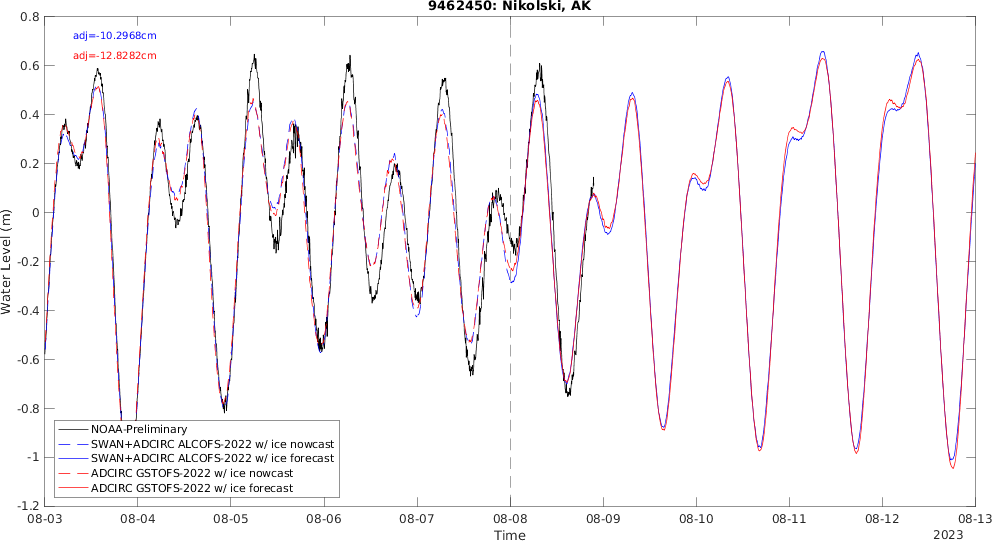 9462450: Nikolski, AK
adj=-10.2968cm
adj=-12.8282cm
Water Level (m)
0.8
0.6
0.4
0.2
0
-0.2
-0.4
-0.6
-0.8
-1
-1.2
NOAA-Preliminary
SWAN+ADCIRC ALCOFS-2022 w/ ice nowcast
SWAN+ADCIRC ALCOFS-2022 w/ ice forecast
ADCIRC GSTOFS-2022 w/ ice nowcast
ADCIRC GSTOFS-2022 w/ ice forecast
08-03 08-04 08-05 08-06 08-07 08-08 08-09 08-10 08-11 08-12 08-13
Time
2023